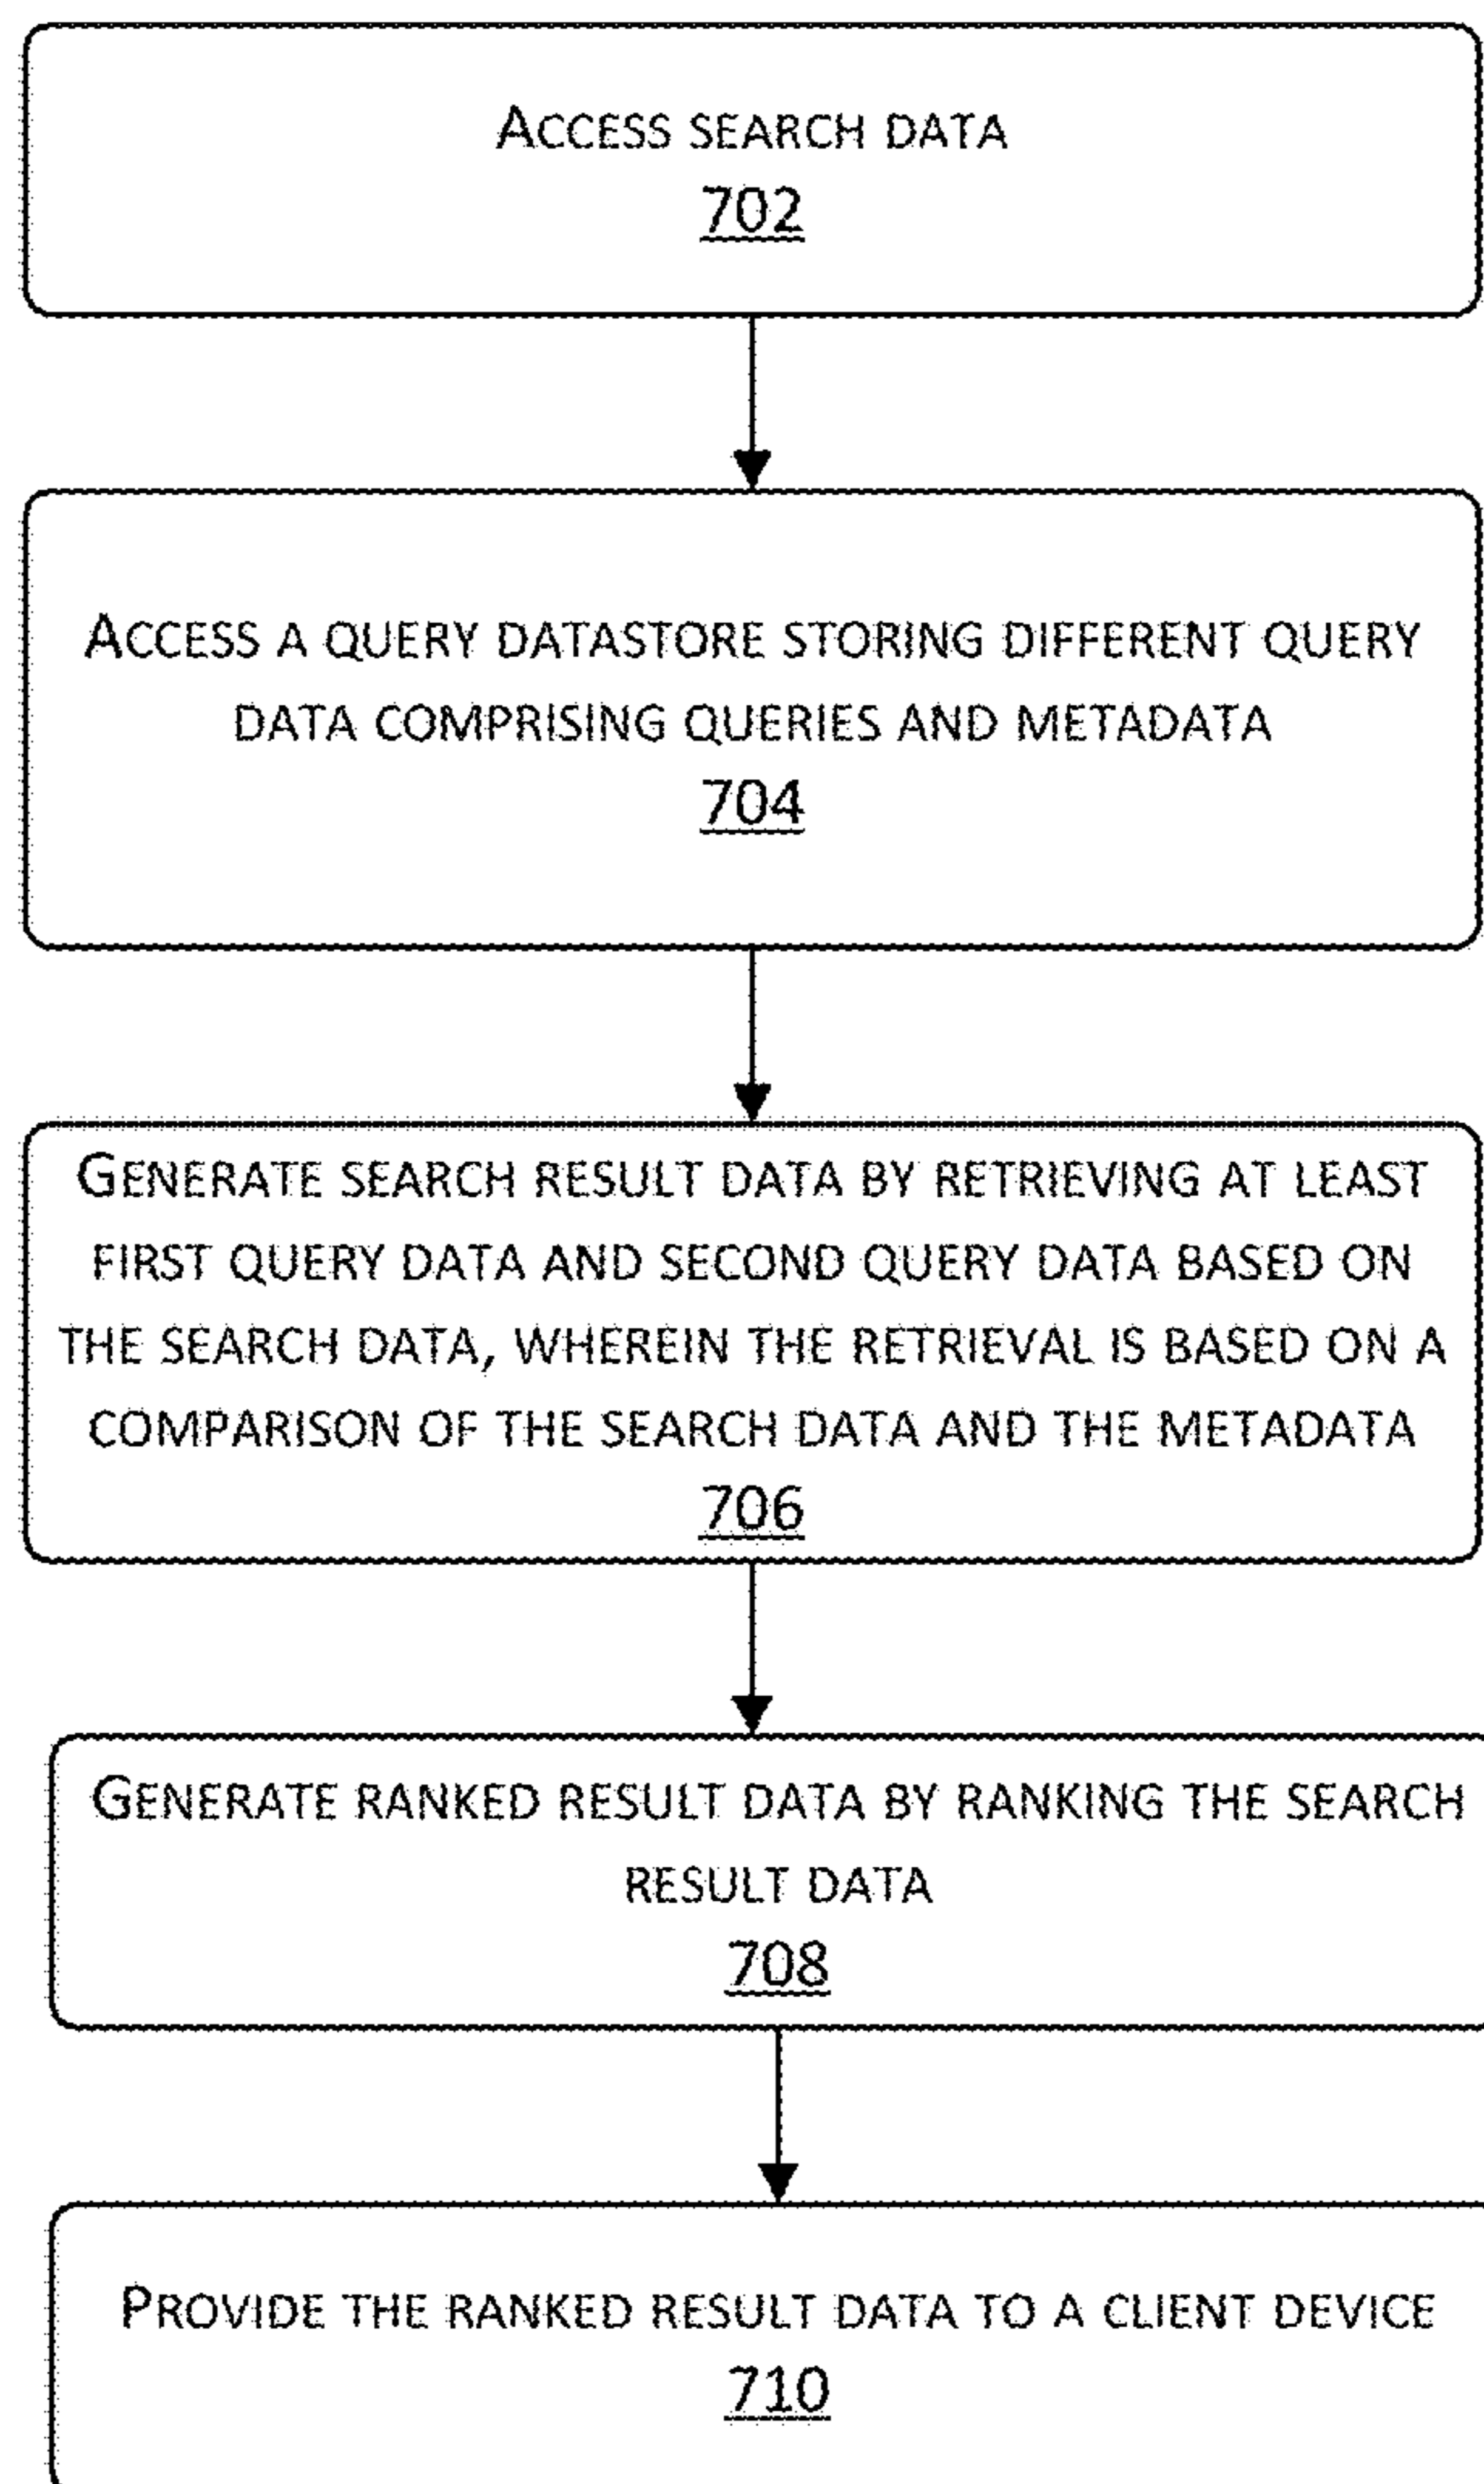 ACCESS SEARCH DATA
702
ACCESS A QUERY DATASTORE STORING DIFFERENT QUERY
DATA COMPRISING QUERIES AND METADATA
704
GENERATE SEARCH RESULT DATA BY RETRIEVING AT LEAST
FIRST QUERY DATA AND SECOND QUERY DATA BASED ON
THE SEARCH DATA, WHEREIN THE RETRIEVAL IS BASED ON A
COMPARISON OF THE SEARCH DATA AND THE METADATA
706
GENERATE RANKED RESULT DATA BY RANKING THE SEARCH
RESULT DATA
708
PROVIDE THE RANKED RESULT DATA TO A CLIENT DEVICE
710